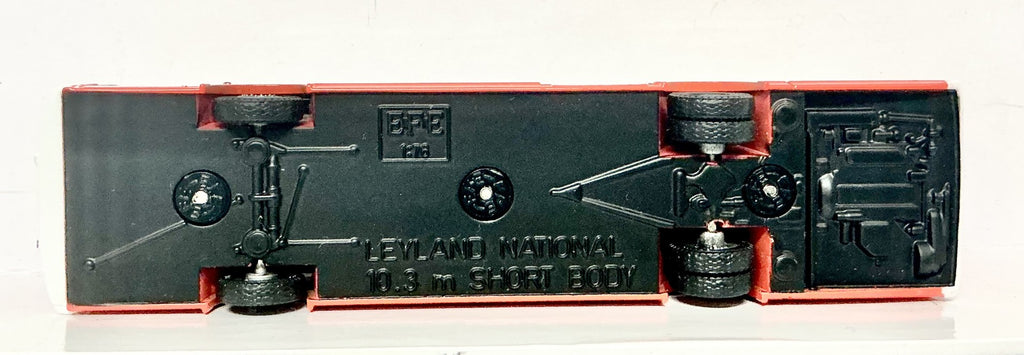 EFE
1:76
LEYLAND NATIONAL
10.3 m SHORT BODY